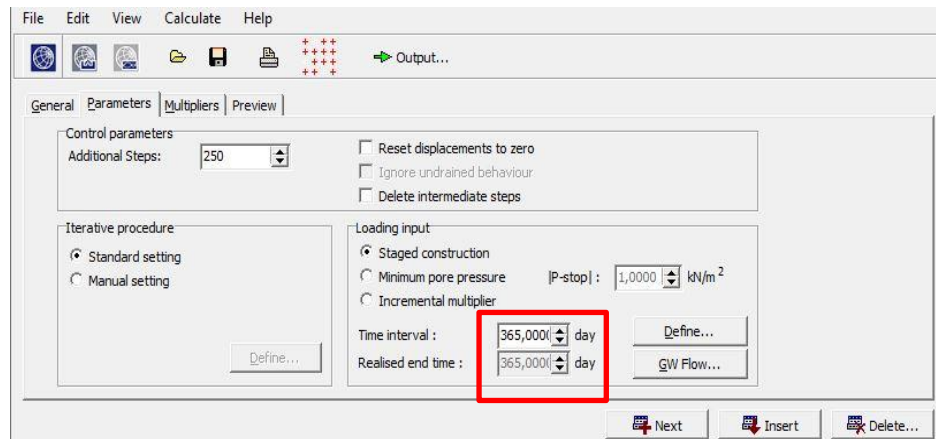 File Edit View Calculate Help
Output...
General Parameters Multipliers Preview
Control parameters
Additional Steps: 250
Reset displacements to zero
Ignore undrained behaviour
Delete intermediate steps
Iterative procedure
Standard setting
Manual setting
Define...
Loading input
Staged construction
Minimum pore pressure |P-stop| : 1,0000 kN/m²
Incremental multiplier
Time interval : 365,0000 day
Realised end time : 365,0000 day
Define...
GW Flow...
Next Insert Delete...